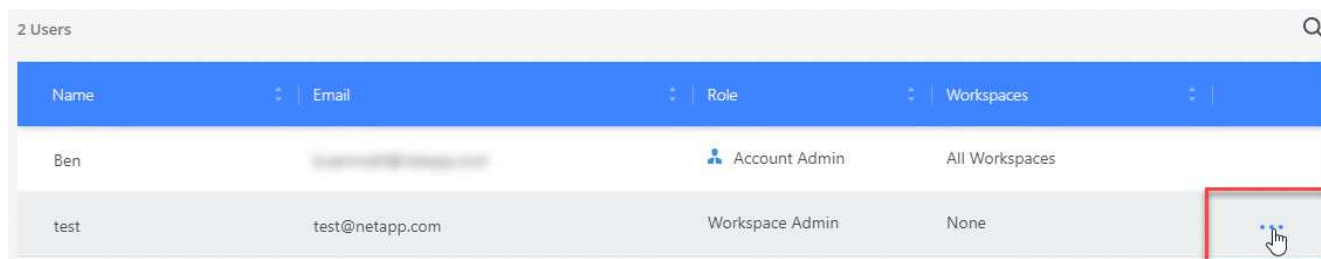 2 Users
Name Email Role Workspaces
Ben Account Admin All Workspaces
test test@netapp.com Workspace Admin None